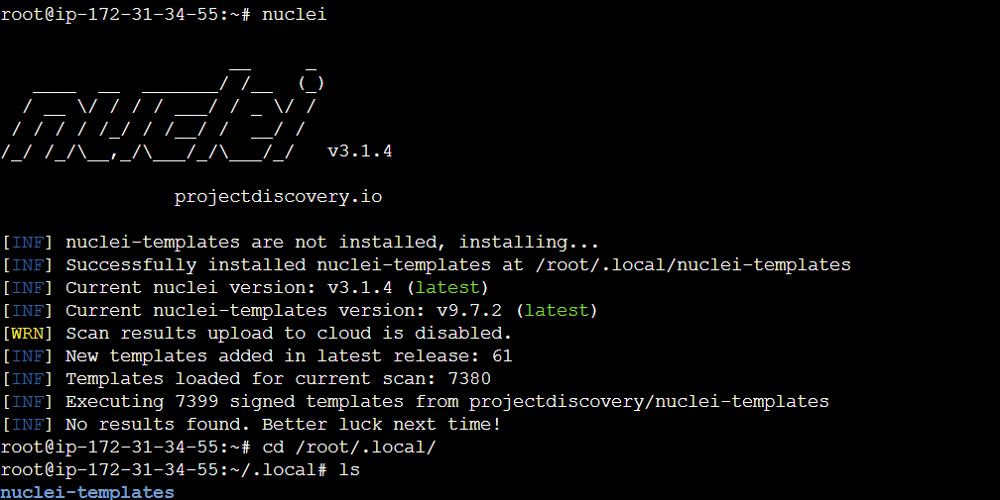 root@ip-172-31-34-55:~# nuclei
                     __     _
   ____  __  _______/ /__  (_)
  / __ \/ / / / ___/ / _ \/ /
 / / / / /_/ / /__/ /  __/ /
/_/ /_/\__,_/\___/_/\___/_/   v3.1.4
projectdiscovery.io
[INF] nuclei-templates are not installed, installing...
[INF] Successfully installed nuclei-templates at /root/.local/nuclei-templates
[INF] Current nuclei version: v3.1.4 (latest)
[INF] Current nuclei-templates version: v9.7.2 (latest)
[WRN] Scan results upload to cloud is disabled.
[INF] New templates added in latest release: 61
[INF] Templates loaded for current scan: 7380
[INF] Executing 7399 signed templates from projectdiscovery/nuclei-templates
[INF] No results found. Better luck next time!
root@ip-172-31-34-55:~# cd /root/.local/
root@ip-172-31-34-55:~/.local# ls
nuclei-templates